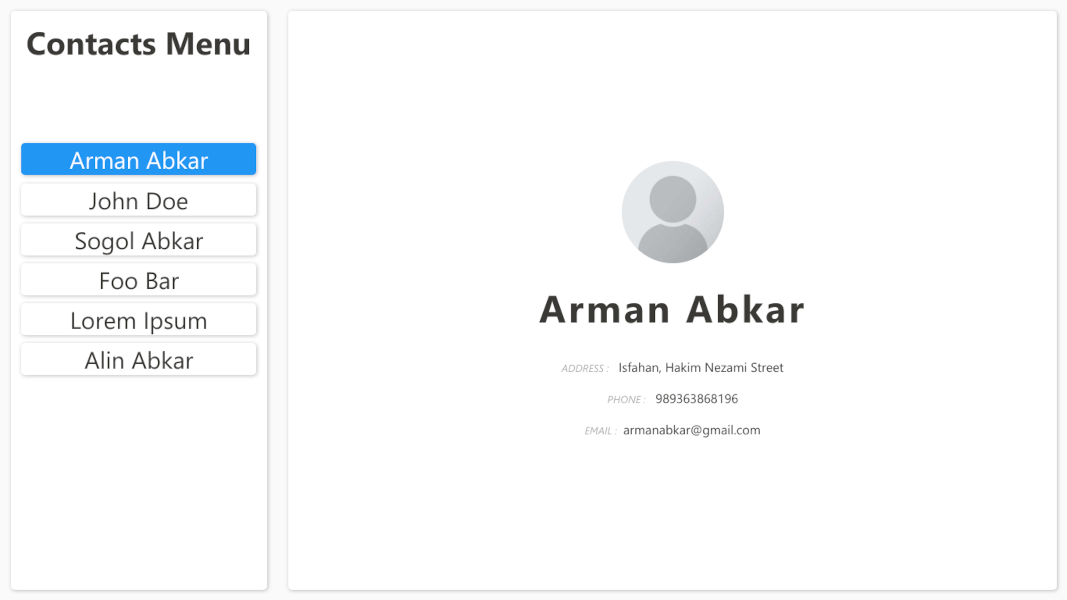 Contacts Menu
Arman Abkar
John Doe
Sogol Abkar
Foo Bar
Lorem Ipsum
Alin Abkar
Arman Abkar
ADDRESS : Isfahan, Hakim Nezami Street
PHONE : 989363868196
EMAIL : armanabkar@gmail.com